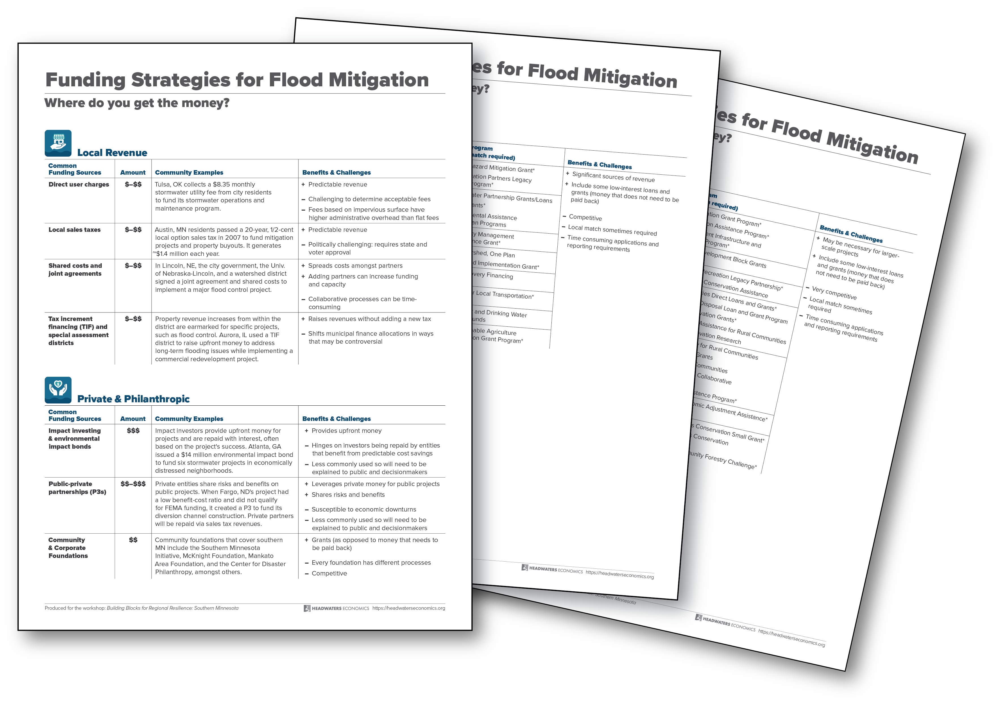 Funding Strategies for Flood Mitigation
Where do you get the money?
Local Revenue
Common
Funding Sources
Amount
Community Examples
Benefits & Challenges
Direct user charges
$–$$
Tulsa, OK collects a $8.35 monthly
stormwater utility fee from city residents
to fund its stormwater operations and
maintenance program.
+ Predictable revenue
– Challenging to determine acceptable fees
– Fees based on impervious surface have
higher administrative overhead than flat fees
Local sales taxes
$–$$
Austin, MN residents passed a 20-year, 1/2-cent
local option sales tax in 2007 to fund mitigation
projects and property buyouts. It generates
~$1.4 million each year.
+ Predictable revenue
– Politically challenging: requires state and
voter approval
Shared costs and
joint agreements
$–$$
In Lincoln, NE, the city government, the Univ.
of Nebraska-Lincoln, and a watershed district
signed a joint agreement and shared costs to
implement a major flood control project.
+ Spreads costs amongst partners
+ Adding partners can increase funding
and capacity
– Collaborative processes can be time-
consuming
Tax increment
financing (TIF) and
special assessment
districts
$–$$
Property revenue increases from within the
district are earmarked for specific projects,
such as flood control. Aurora, IL used a TIF
district to raise upfront money to address
long-term flooding issues while implementing a
commercial redevelopment project.
+ Raises revenues without adding a new tax
– Shifts municipal finance allocations in ways
that may be controversial
Private & Philanthropic
Common
Funding Sources
Amount
Community Examples
Benefits & Challenges
Impact investing
& environmental
impact bonds
$$$
Impact investors provide upfront money for
projects and are repaid with interest, often
based on the project's success. Atlanta, GA
issued a $14 million environmental impact bond
to fund six stormwater projects in economically
distressed neighborhoods.
+ Provides upfront money
– Hinges on investors being repaid by entities
that benefit from predictable cost savings
– Less commonly used so will need to be
explained to public and decisionmakers
Public-private
partnerships (P3s)
$$–$$$
Private entities share risks and benefits on
public projects. When Fargo, ND's project had
a low benefit-cost ratio and did not qualify
for FEMA funding, it created a P3 to fund its
diversion channel construction. Private partners
will be repaid via sales tax revenues.
+ Leverages private money for public projects
+ Shares risks and benefits
– Susceptible to economic downturns
– Less commonly used so will need to be
explained to public and decisionmakers
Community
& Corporate
Foundations
$$
Community foundations that cover southern
MN include the Southern Minnesota
Initiative, McKnight Foundation, Mankato
Area Foundation, and the Center for Disaster
Philanthropy, amongst others.
+ Grants (as opposed to money that needs to
be paid back)
– Every foundation has different processes
– Competitive
Produced for the workshop: Building Blocks for Regional Resilience: Southern Minnesota
HEADWATERS ECONOMICS https://headwaterseconomics.org
es for Flood Mitigation
ey?
rogram
atch required)
Benefits & Challenges
azard Mitigation Grant*
ation Partners Legacy
rogram*
ater Partnership Grants/Loans
ants*
ental Assistance
an Programs
y Management
nce Grant*
rshed, One Plan
d Implementation Grant*
overy Financing
r Local Transportation*
and Drinking Water
unds
able Agriculture
on Grant Program*
+ Significant sources of revenue
+ Include some low-interest loans and
grants (money that does not need to be
paid back)
– Competitive
– Local match sometimes required
– Time consuming applications and
reporting requirements
HEADWATERS ECONOMICS https://headwaterseconomics.org
es for Flood Mitigation
ey?
am
required)
Benefits & Challenges
ation Grant Program*
on Assistance Program*
ent Infrastructure and
Program*
velopment Block Grants
ecreation Legacy Partnership*
Conservation Assistance
ies Direct Loans and Grants*
Disposal Loan and Grant Program
vation Grants*
Assistance for Rural Communities
vation Research
for Rural Communities
Grants
ommunities
Collaborative
stance Program*
omic Adjustment Assistance*
s Conservation Small Grant*
s Conservation
unity Forestry Challenge*
+ May be necessary for larger-
scale projects
+ Include some low-interest loans
and grants (money that does
not need to be paid back)
– Very competitive
– Local match sometimes
required
– Time consuming applications
and reporting requirements
Southern Minnesota
HEADWATERS ECONOMICS https://headwaterseconomics.org